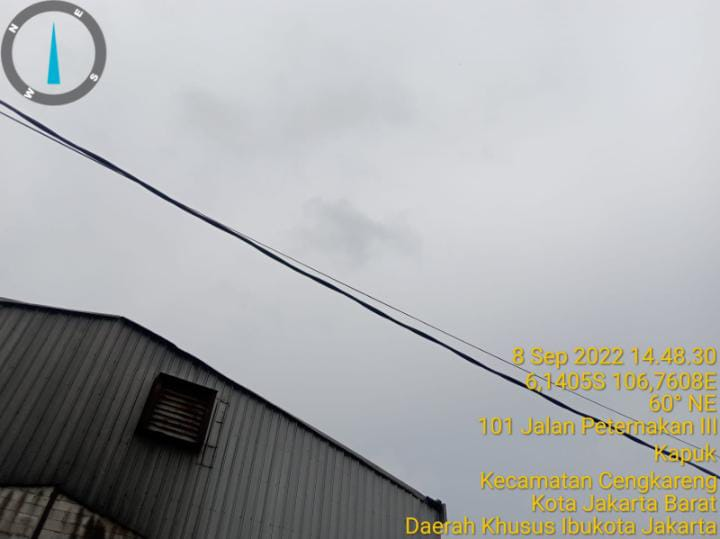 N
E
W
S
8 Sep 2022 14.48.30
6,1405S 106,7608E
60° NE
101 Jalan Peternakan III
Kapuk
Kecamatan Cengkareng
Kota Jakarta Barat
Daerah Khusus Ibukota Jakarta